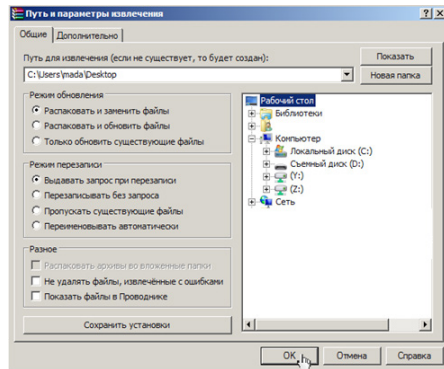 Путь и параметры извлечения
Общие Дополнительно
Путь для извлечения (если не существует, то будет создан):
Показать
C:\Users\mada\Desktop
Новая папка
Режим обновления
Распаковать и заменить файлы
Распаковать и обновить файлы
Только обновить существующие файлы
Режим перезаписи
Выдавать запрос при перезаписи
Перезаписывать без запроса
Пропускать существующие файлы
Переименовывать автоматически
Разное
Распаковать архивы во вложенные папки
Не удалять файлы, извлечённые с ошибками
Показать файлы в Проводнике
Сохранить установки
Рабочий стол
Библиотеки
Компьютер
Локальный диск (C:)
Съемный диск (D:)
(Y:)
(Z:)
Сеть
OK Отмена Справка